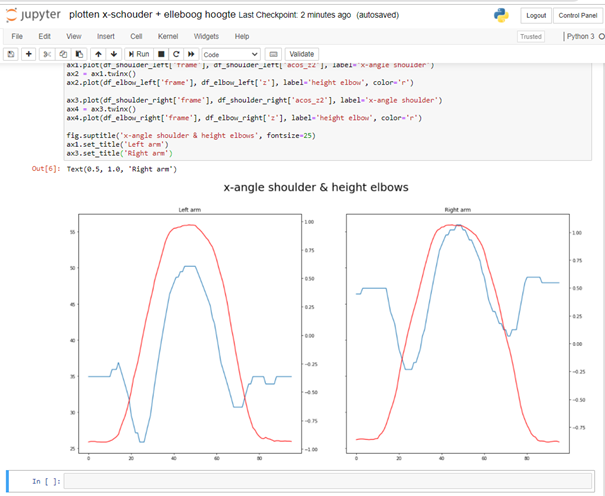 jupyter plotten x-schouder + elleboog hoogte Last Checkpoint: 2 minutes ago (autosaved)
Logout Control Panel
File Edit View Insert Cell Kernel Widgets Help
Trusted Python 3
Run Code Validate
ax1.plot(df_shoulder_left['frame'], df_shoulder_left['acos_z2'], label='x-angle shoulder')
ax2 = ax1.twinx()
ax2.plot(df_elbow_left['frame'], df_elbow_left['z'], label='height elbow', color='r')
ax3.plot(df_shoulder_right['frame'], df_shoulder_right['acos_z2'], label='x-angle shoulder')
ax4 = ax3.twinx()
ax4.plot(df_elbow_right['frame'], df_elbow_right['z'], label='height elbow', color='r')
fig.suptitle('x-angle shoulder & height elbows', fontsize=25)
ax1.set_title('Left arm')
ax3.set_title('Right arm')
Out[6]: Text(0.5, 1.0, 'Right arm')
x-angle shoulder & height elbows
Left arm
55
50
45
40
35
30
25
0 20 40 60 80
1.00
0.75
0.50
0.25
0.00
-0.25
-0.50
-0.75
-1.00
Right arm
0 20 40 60 80
1.00
0.75
0.50
0.25
0.00
-0.25
-0.50
-0.75
In [ ]: